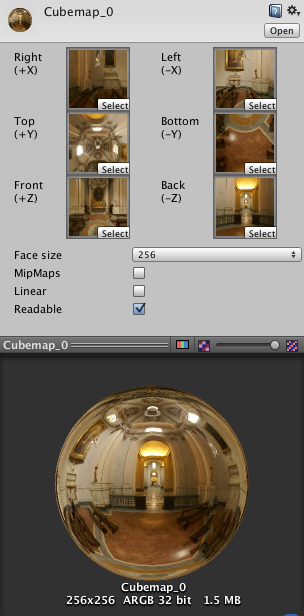 Cubemap_0
Open
Right
(+X)
Select
Left
(-X)
Select
Top
(+Y)
Select
Bottom
(-Y)
Select
Front
(+Z)
Select
Back
(-Z)
Select
Face size
256
MipMaps
Linear
Readable
Cubemap_0
Cubemap_0
256x256 ARGB 32 bit 1.5 MB